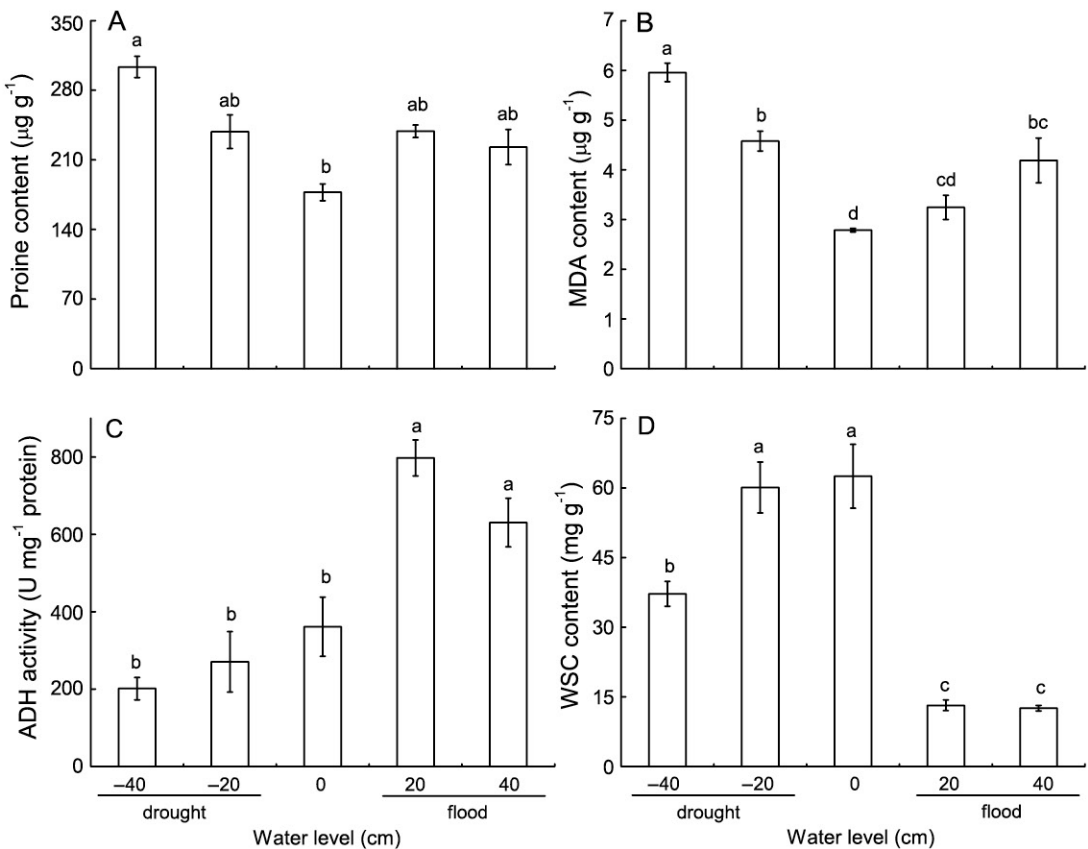 A
Proine content (μg g⁻¹)
350
280
210
140
70
0
a
ab
b
ab
ab
B
MDA content (μg g⁻¹)
7
6
5
4
3
2
1
0
a
b
d
cd
bc
C
ADH activity (U mg⁻¹ protein)
800
600
400
200
0
b
b
b
a
a
–40 –20 0 20 40
drought flood
Water level (cm)
D
WSC content (mg g⁻¹)
75
60
45
30
15
0
b
a
a
c
c
–40 –20 0 20 40
drought flood
Water level (cm)